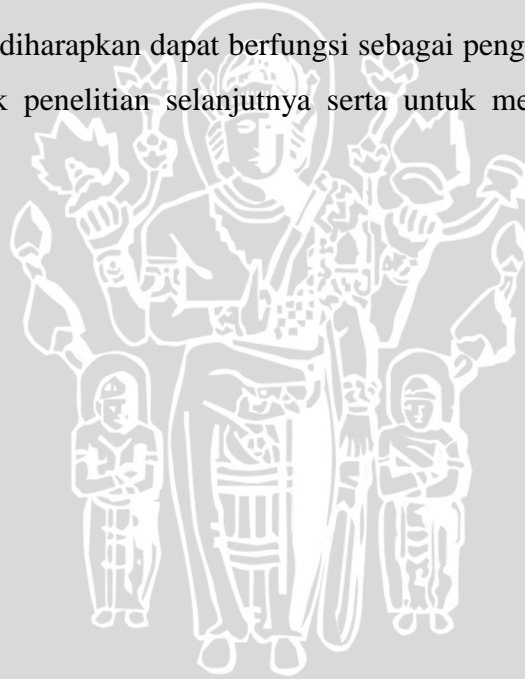 diharapkan dapat berfungsi sebagai peng
penelitian selanjutnya serta untuk me